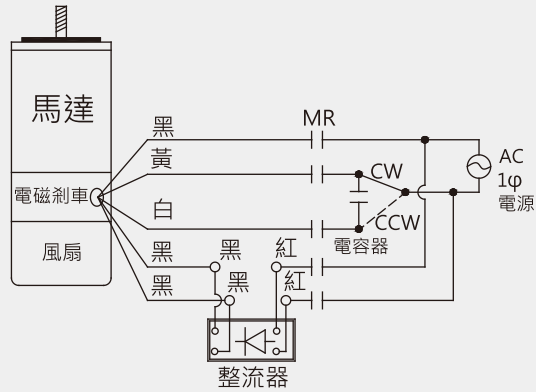 馬達
電磁剎車
風扇
黑
黃
白
黑
黑
MR
CW
CCW
電容器
AC
1φ
電源
黑
紅
黑
紅
整流器